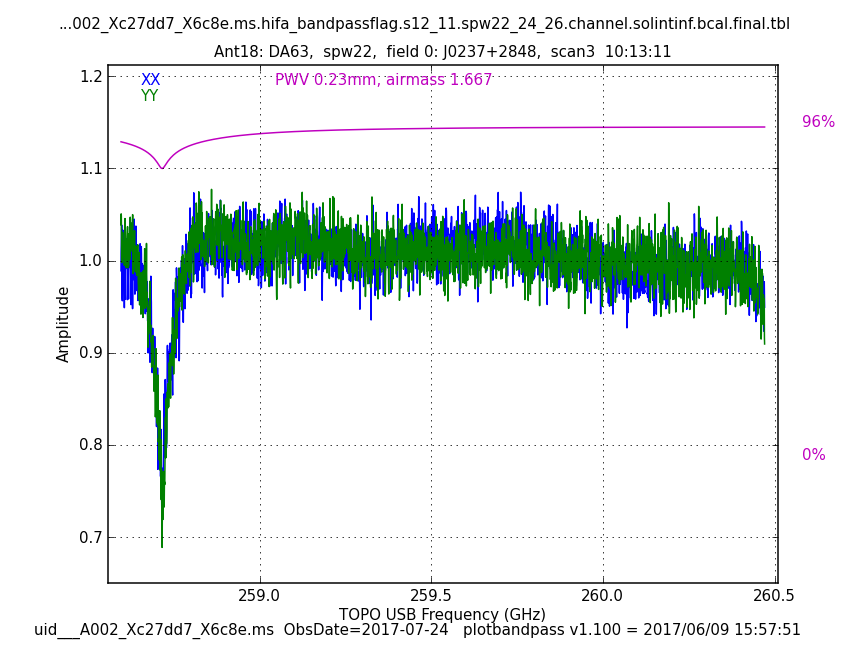 ...002_Xc27dd7_X6c8e.ms.hifa_bandpassflag.s12_11.spw22_24_26.channel.solintinf.bcal.final.tbl
Ant18: DA63,  spw22,  field 0: J0237+2848,  scan3  10:13:11
XX
YY
PWV 0.23mm, airmass 1.667
96%
0%
1.2
1.1
1.0
0.9
0.8
0.7
Amplitude
259.0
259.5
260.0
260.5
TOPO USB Frequency (GHz)
uid___A002_Xc27dd7_X6c8e.ms  ObsDate=2017-07-24   plotbandpass v1.100 = 2017/06/09 15:57:51